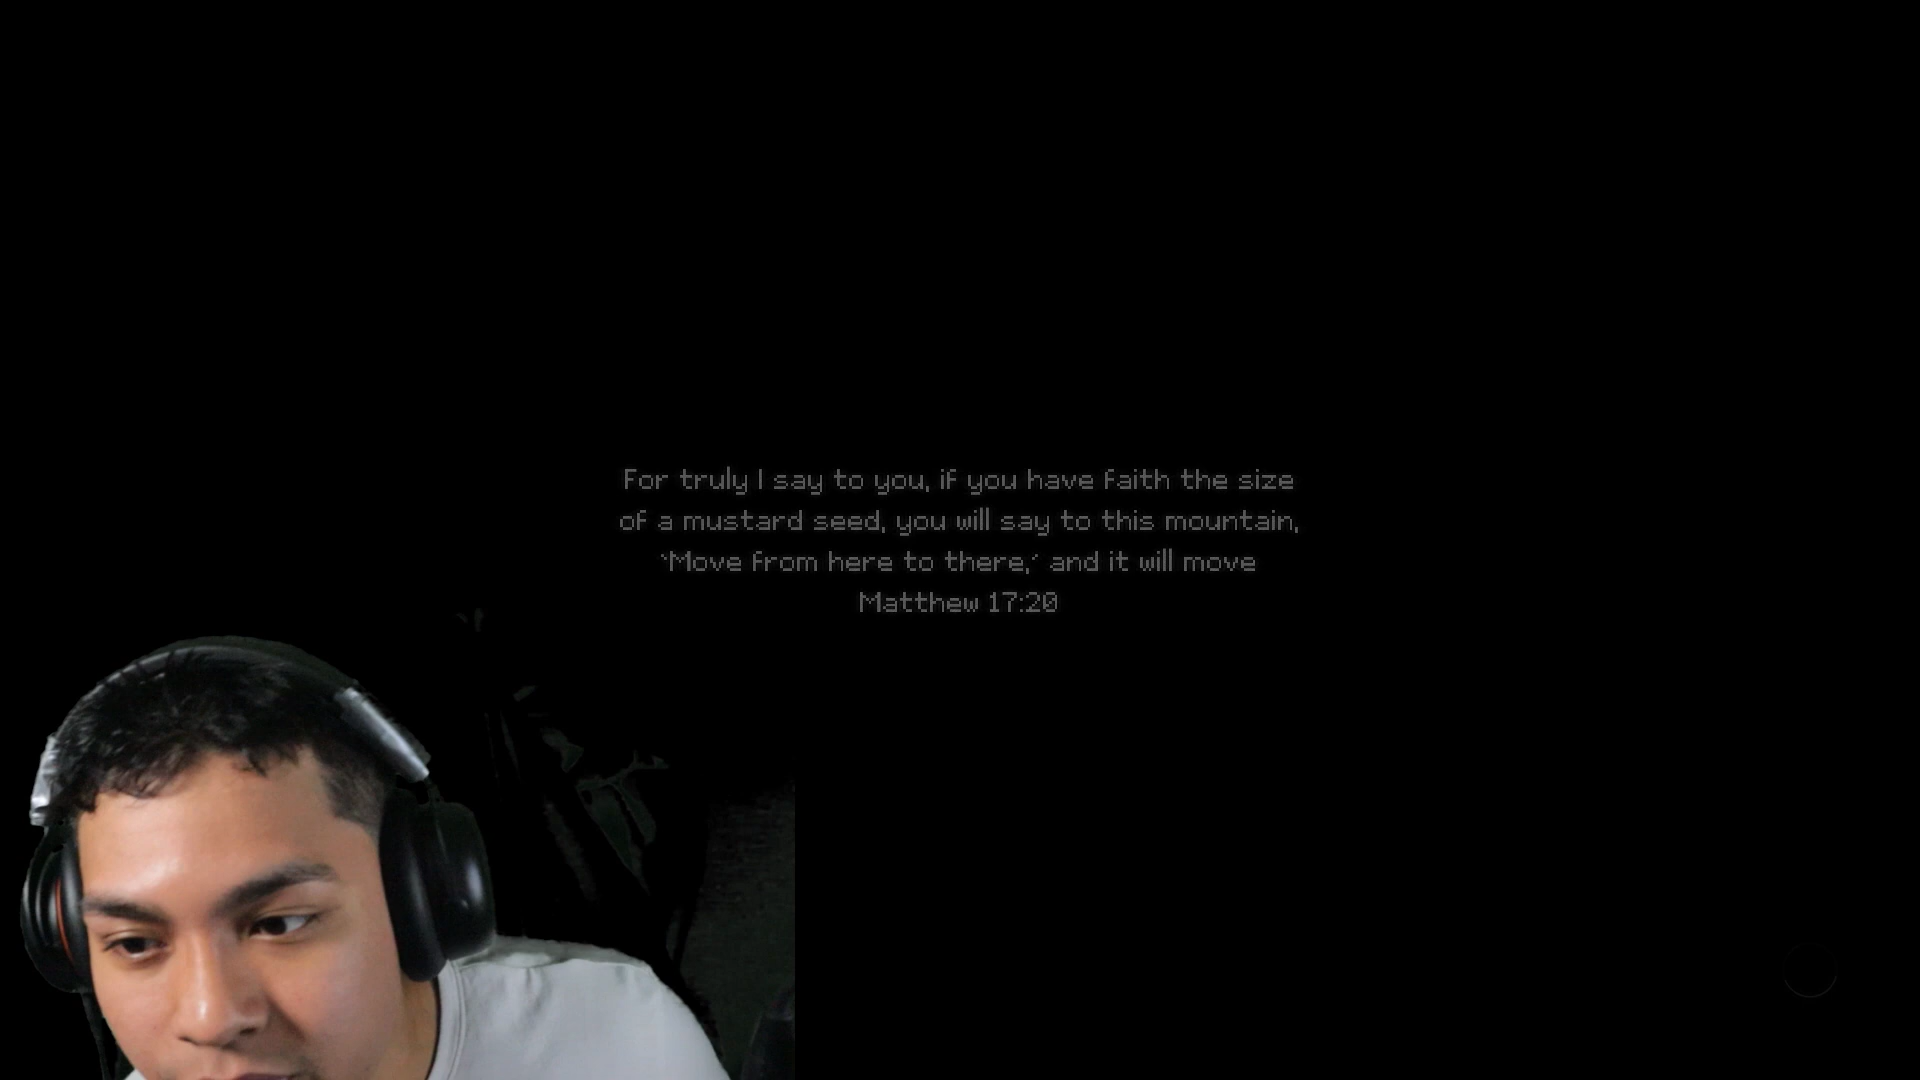 For truly I say to you, if you have faith the size
of a mustard seed, you will say to this mountain,
'Move from here to there,' and it will move
Matthew 17:20